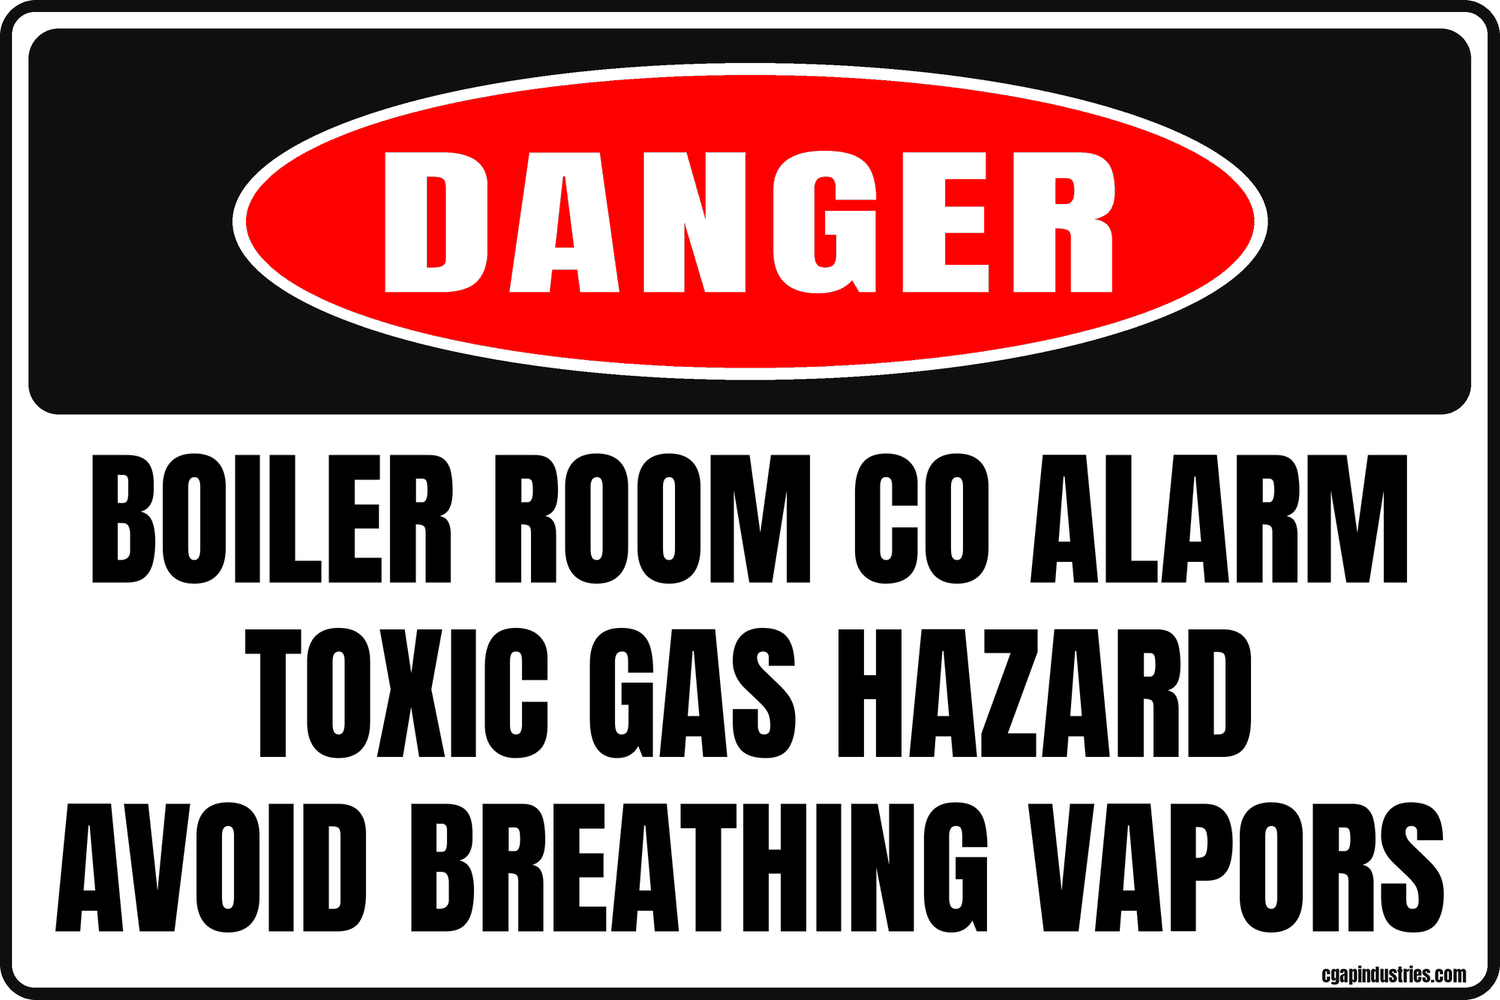 DANGER
BOILER ROOM CO ALARM
TOXIC GAS HAZARD
AVOID BREATHING VAPORS
cgapindustries.com